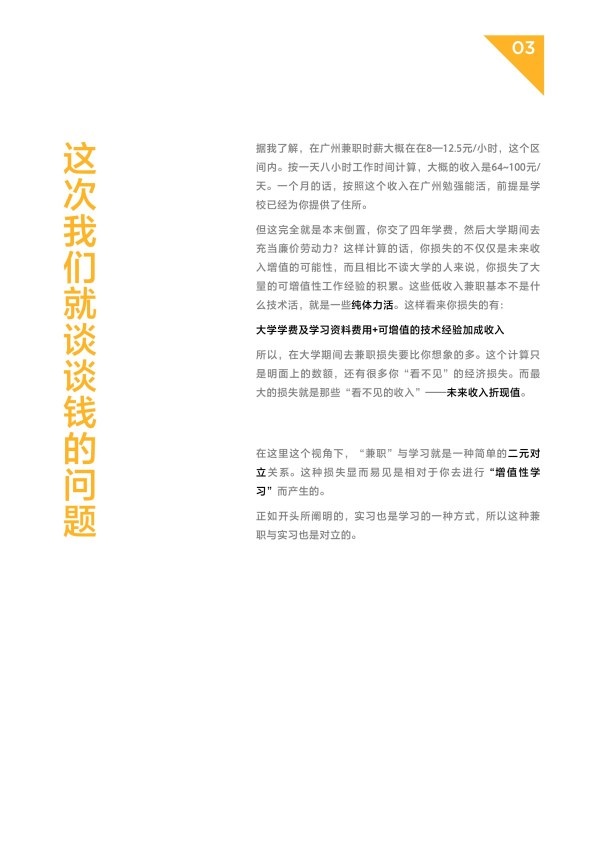 03
这次我们就谈谈钱的问题
据我了解，在广州兼职时薪大概在在8—12.5元/小时，这个区
间内。按一天八小时工作时间计算，大概的收入是64~100元/
天。一个月的话，按照这个收入在广州勉强能活，前提是学
校已经为你提供了住所。
但这完全就是本末倒置，你交了四年学费，然后大学期间去
充当廉价劳动力？这样计算的话，你损失的不仅仅是未来收
入增值的可能性，而且相比不读大学的人来说，你损失了大
量的可增值性工作经验的积累。这些低收入兼职基本不是什
么技术活，就是一些纯体力活。这样看来你损失的有：
大学学费及学习资料费用+可增值的技术经验加成收入
所以，在大学期间去兼职损失要比你想象的多。这个计算只
是明面上的数额，还有很多你“看不见”的经济损失。而最
大的损失就是那些“看不见的收入”——未来收入折现值。
在这里这个视角下，“兼职”与学习就是一种简单的二元对
立关系。这种损失显而易见是相对于你去进行“增值性学
习”而产生的。
正如开头所阐明的，实习也是学习的一种方式，所以这种兼
职与实习也是对立的。